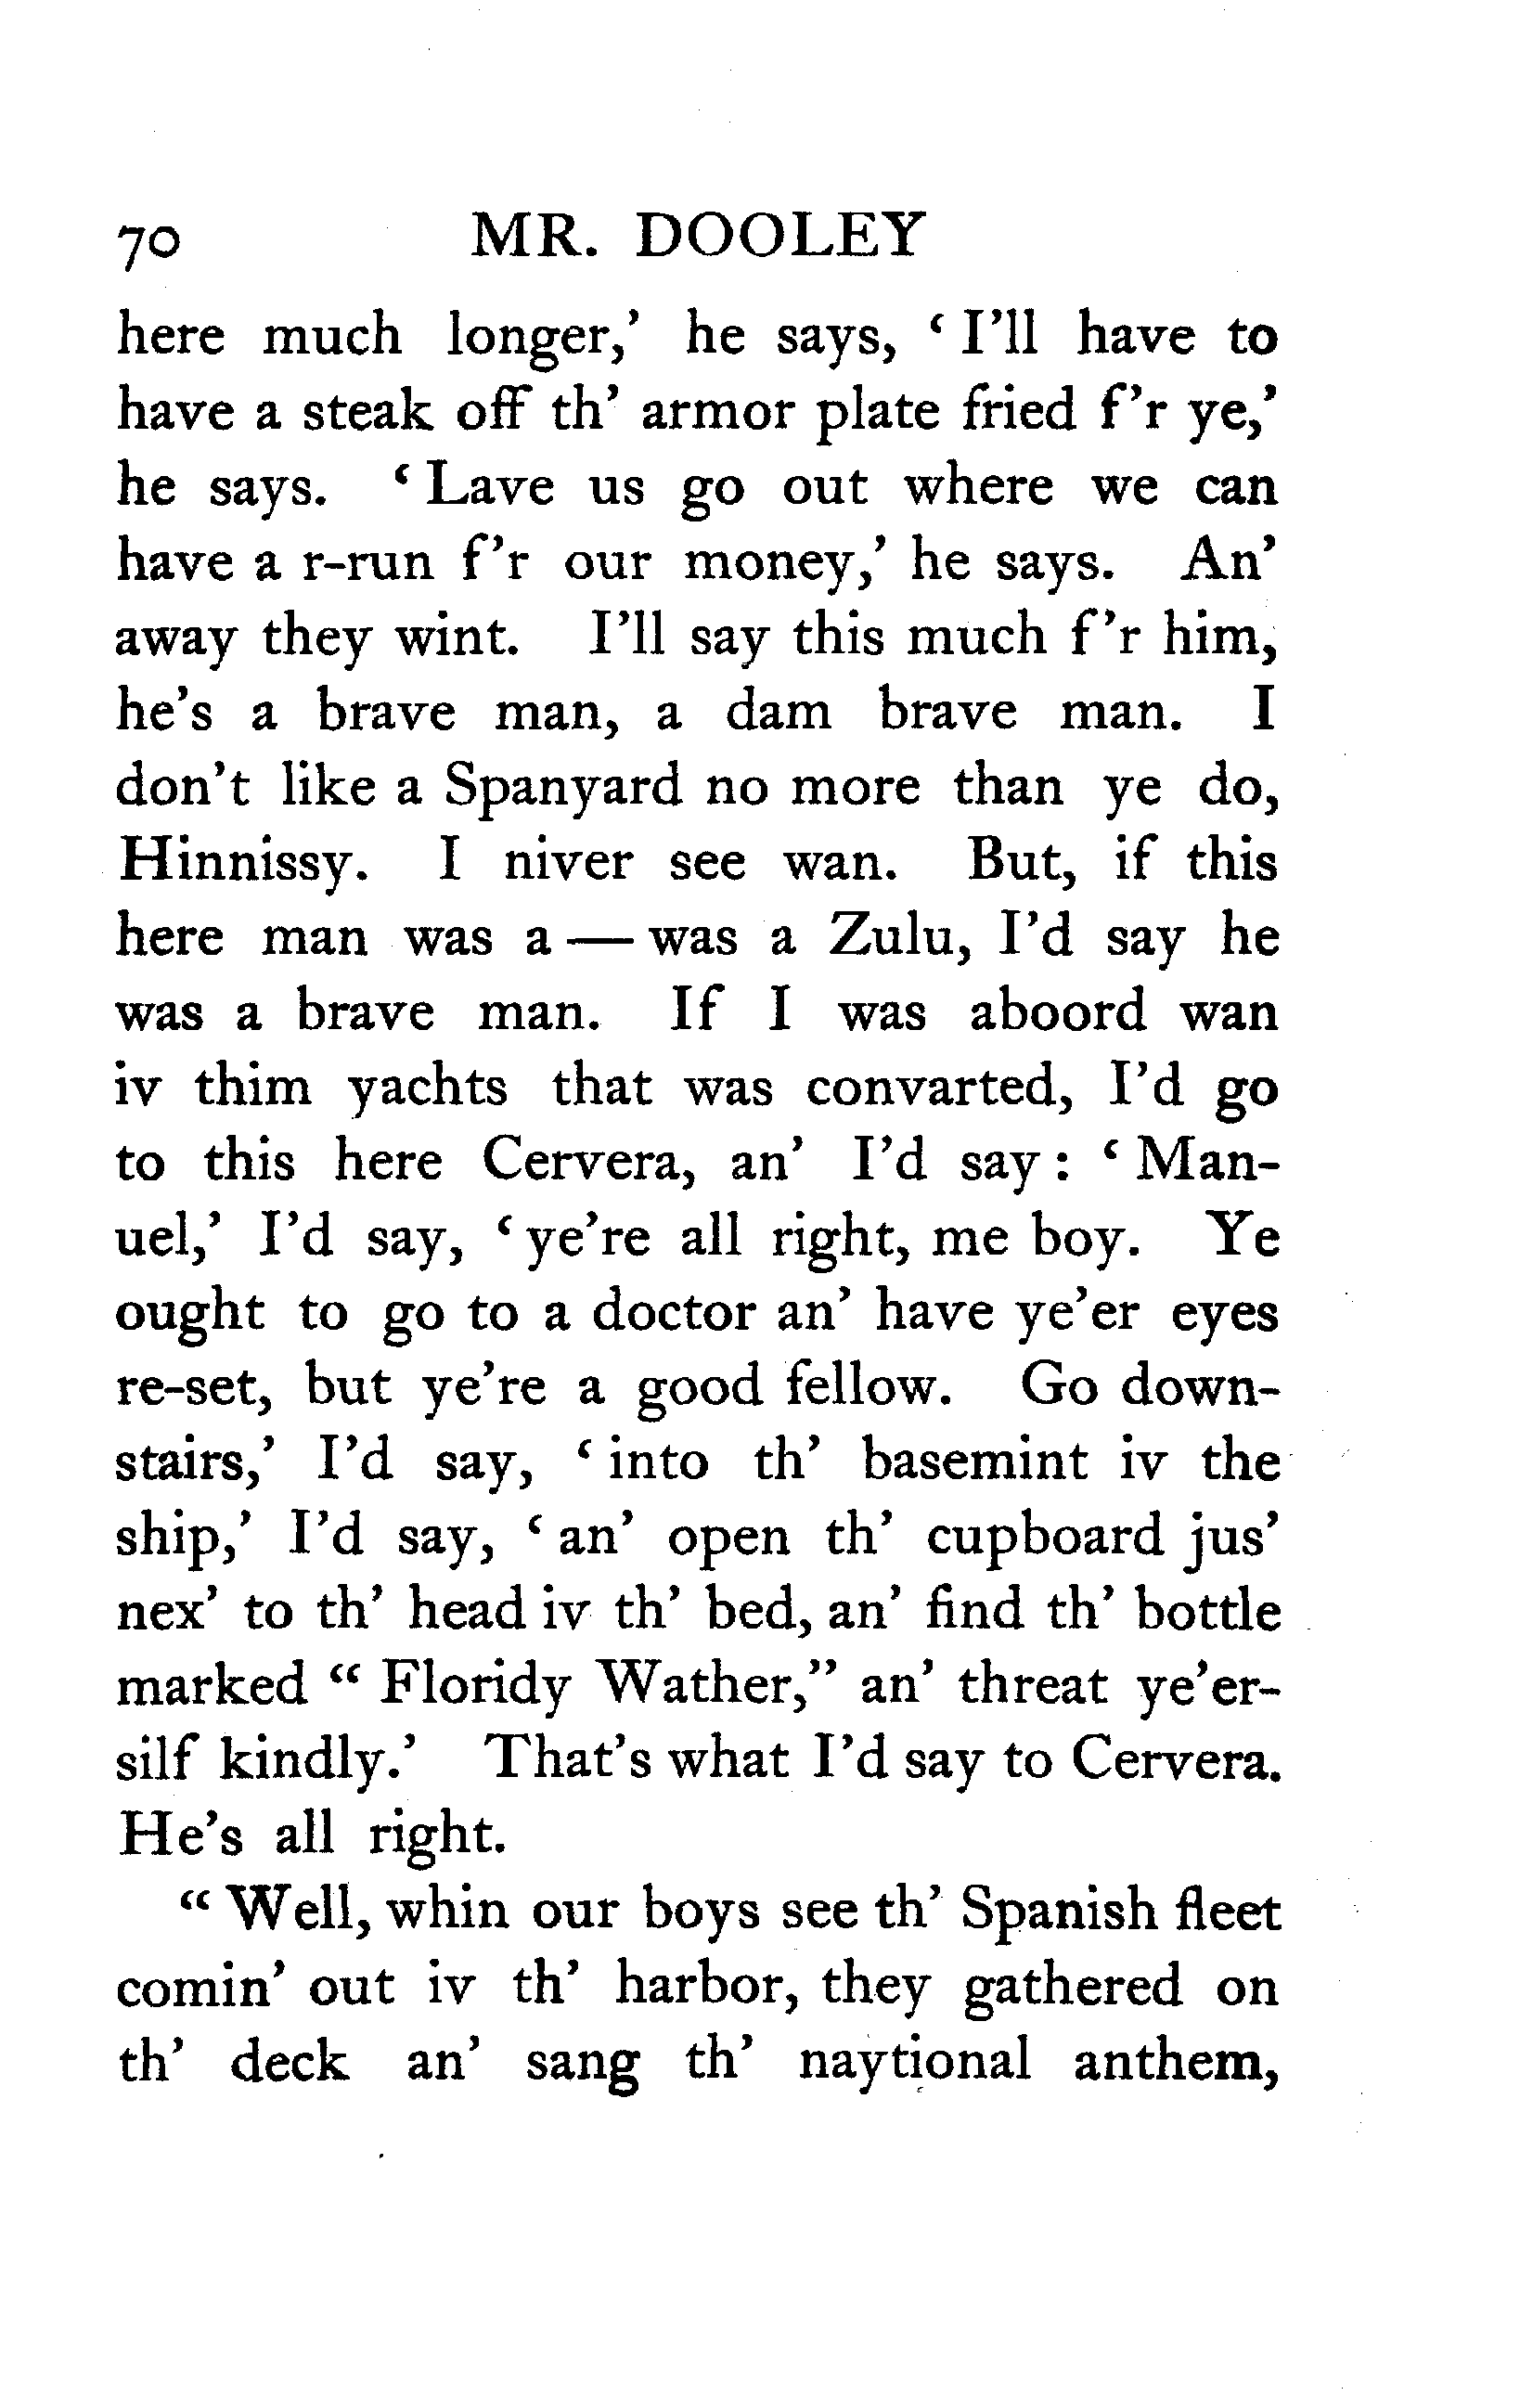 70 MR. DOOLEY
here much longer,’ he says, ‘ I’ll have to
have a steak off th’ armor plate fried f’r ye,’
he says. ‘ Lave us go out where we can
have a r-run f’r our money,’ he says. An’
away they wint. I’ll say this much f’r him,
he’s a brave man, a dam brave man. I
don’t like a Spanyard no more than ye do,
Hinnissy. I niver see wan. But, if this
here man was a — was a Zulu, I’d say he
was a brave man. If I was aboord wan
iv thim yachts that was convarted, I’d go
to this here Cervera, an’ I’d say : ‘ Man-
uel,’ I’d say, ‘ ye’re all right, me boy. Ye
ought to go to a doctor an’ have ye’er eyes
re-set, but ye’re a good fellow. Go down-
stairs,’ I’d say, ‘ into th’ basemint iv the
ship,’ I’d say, ‘ an’ open th’ cupboard jus’
nex’ to th’ head iv th’ bed, an’ find th’ bottle
marked “ Floridy Wather,” an’ threat ye’er-
silf kindly.’ That’s what I’d say to Cervera.
He’s all right.
“ Well, whin our boys see th’ Spanish fleet
comin’ out iv th’ harbor, they gathered on
th’ deck an’ sang th’ naytional anthem,